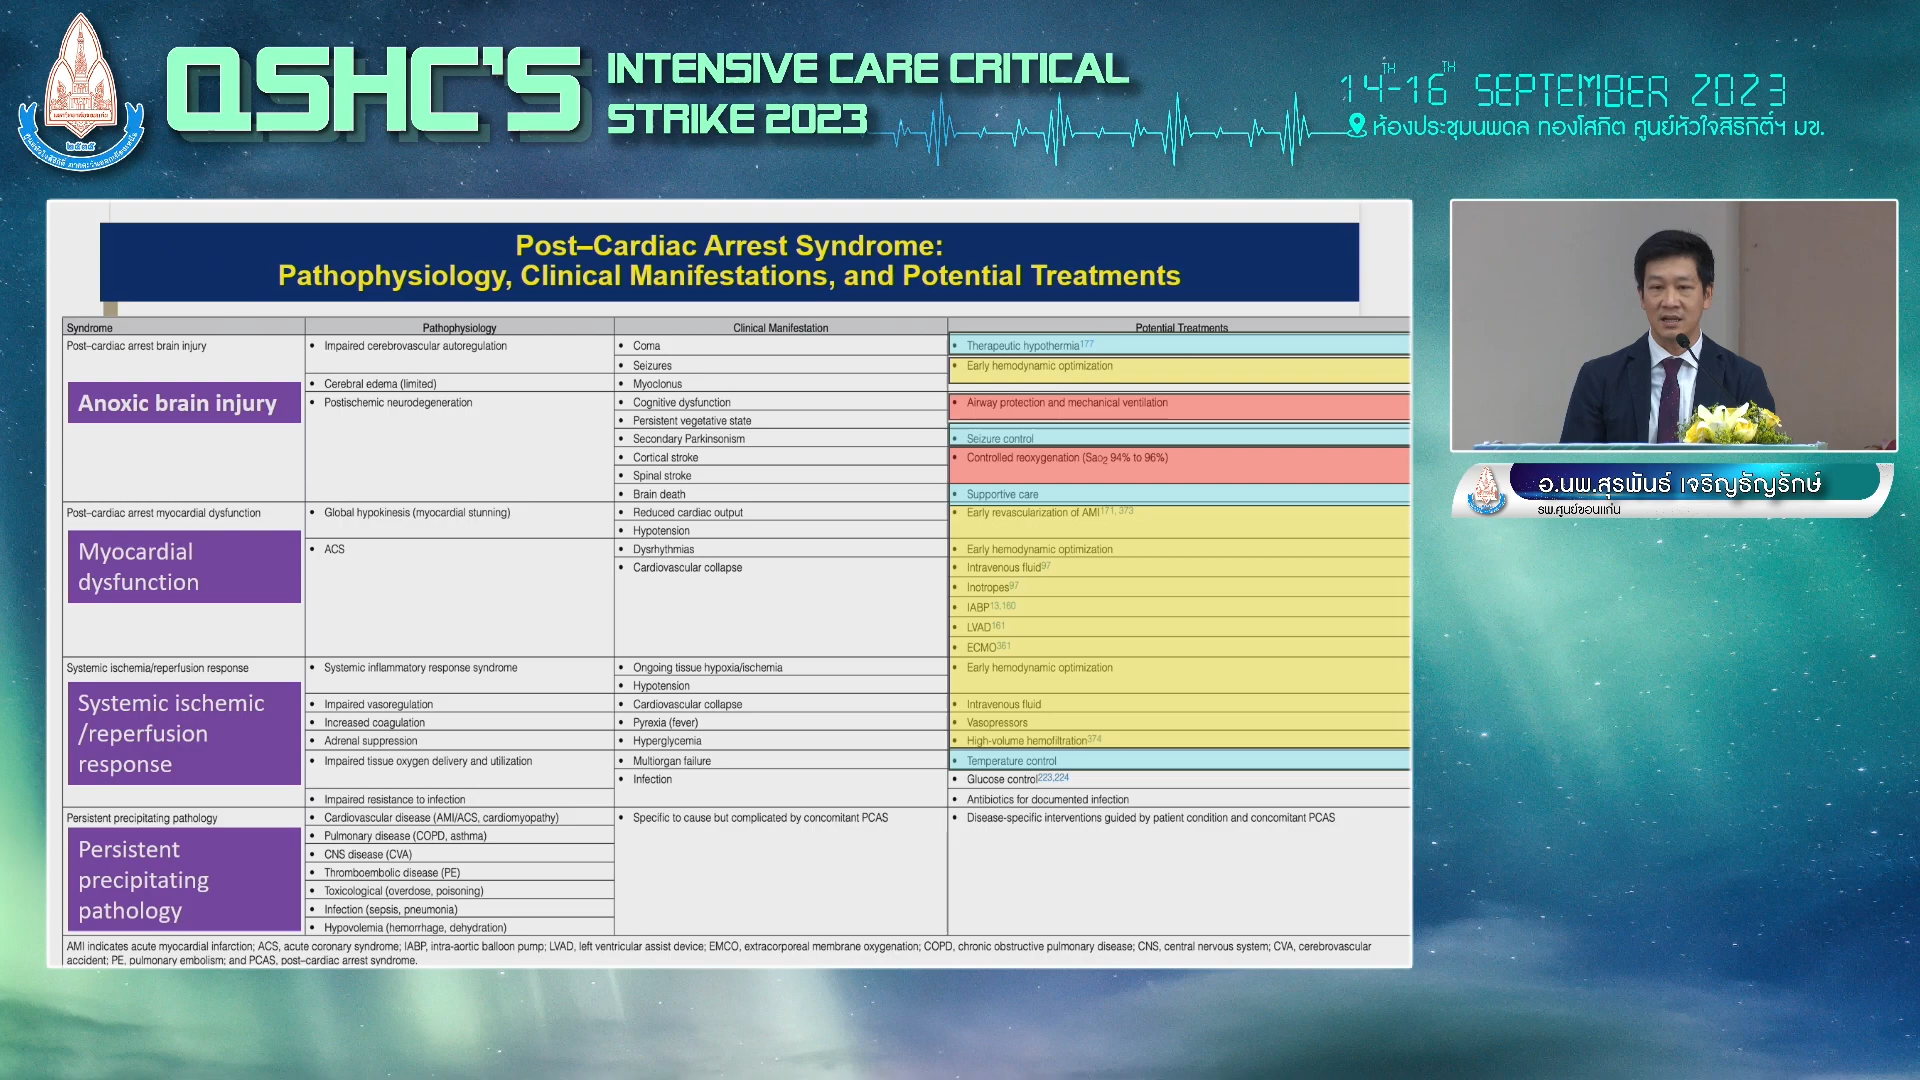 QSHC'S
INTENSIVE CARE CRITICAL
STRIKE 2023
14TH-16TH SEPTEMBER 2023
ห้องประชุมนพดล ทองโสภิต ศูนย์หัวใจสิริกิติ์ฯ มข.
Post–Cardiac Arrest Syndrome:
Pathophysiology, Clinical Manifestations, and Potential Treatments
Syndrome Pathophysiology Clinical Manifestation Potential Treatments
Post–cardiac arrest brain injury
Anoxic brain injury
• Impaired cerebrovascular autoregulation
• Cerebral edema (limited)
• Postischemic neurodegeneration
• Coma
• Seizures
• Myoclonus
• Cognitive dysfunction
• Persistent vegetative state
• Secondary Parkinsonism
• Cortical stroke
• Spinal stroke
• Brain death
• Therapeutic hypothermia177
• Early hemodynamic optimization
• Airway protection and mechanical ventilation
• Seizure control
• Controlled reoxygenation (SaO2 94% to 96%)
• Supportive care
Post–cardiac arrest myocardial dysfunction
Myocardial
dysfunction
• Global hypokinesis (myocardial stunning)
• ACS
• Reduced cardiac output
• Hypotension
• Dysrhythmias
• Cardiovascular collapse
• Early revascularization of AMI171, 373
• Early hemodynamic optimization
• Intravenous fluid97
• Inotropes97
• IABP13,160
• LVAD161
• ECMO361
Systemic ischemia/reperfusion response
Systemic ischemic
/reperfusion
response
• Systemic inflammatory response syndrome
• Impaired vasoregulation
• Increased coagulation
• Adrenal suppression
• Impaired tissue oxygen delivery and utilization
• Impaired resistance to infection
• Ongoing tissue hypoxia/ischemia
• Hypotension
• Cardiovascular collapse
• Pyrexia (fever)
• Hyperglycemia
• Multiorgan failure
• Infection
• Early hemodynamic optimization
• Intravenous fluid
• Vasopressors
• High-volume hemofiltration374
• Temperature control
• Glucose control223,224
• Antibiotics for documented infection
Persistent precipitating pathology
Persistent
precipitating
pathology
• Cardiovascular disease (AMI/ACS, cardiomyopathy)
• Pulmonary disease (COPD, asthma)
• CNS disease (CVA)
• Thromboembolic disease (PE)
• Toxicological (overdose, poisoning)
• Infection (sepsis, pneumonia)
• Hypovolemia (hemorrhage, dehydration)
• Specific to cause but complicated by concomitant PCAS
• Disease-specific interventions guided by patient condition and concomitant PCAS
AMI indicates acute myocardial infarction; ACS, acute coronary syndrome; IABP, intra-aortic balloon pump; LVAD, left ventricular assist device; EMCO, extracorporeal membrane oxygenation; COPD, chronic obstructive pulmonary disease; CNS, central nervous system; CVA, cerebrovascular
accident; PE, pulmonary embolism; and PCAS, post–cardiac arrest syndrome.
อ.นพ.สุรพันธ์ เจริญธัญรักษ์
รพ.ศูนย์ขอนแก่น